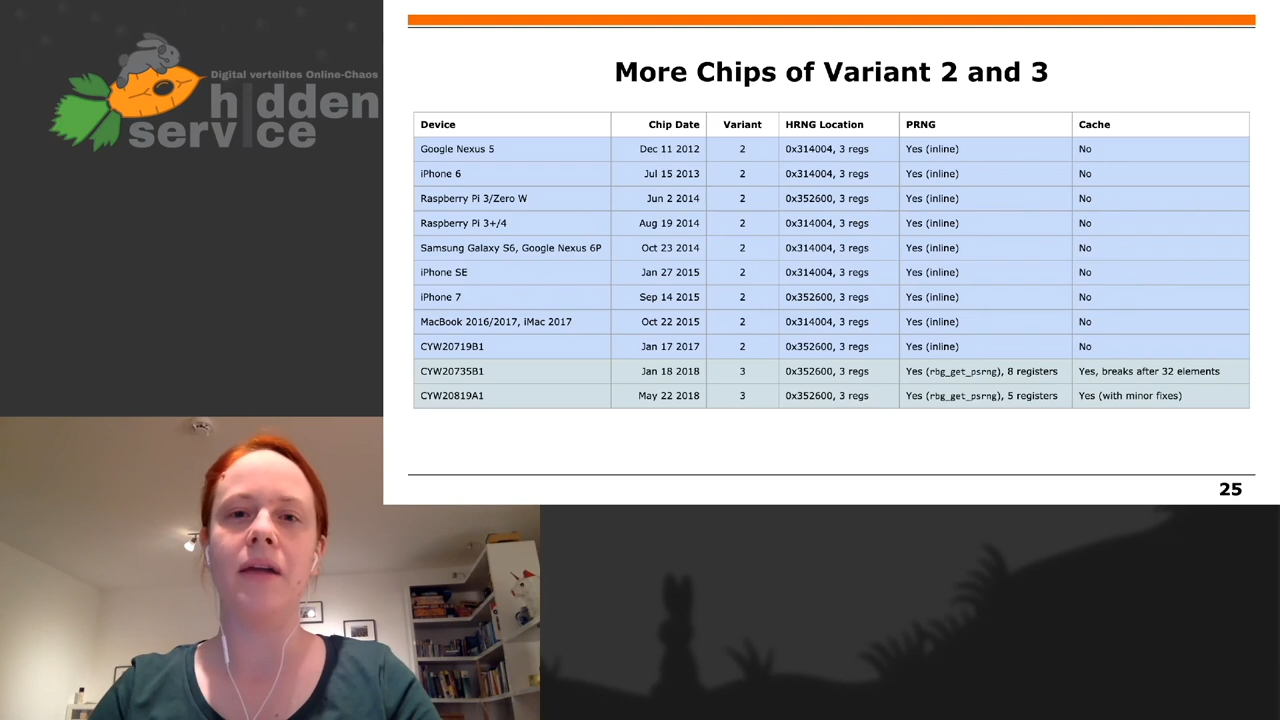 Digital verteiltes Online-Chaos
hidden
service
More Chips of Variant 2 and 3
Device Chip Date Variant HRNG Location PRNG Cache
Google Nexus 5 Dec 11 2012 2 0x314004, 3 regs Yes (inline) No
iPhone 6 Jul 15 2013 2 0x314004, 3 regs Yes (inline) No
Raspberry Pi 3/Zero W Jun 2 2014 2 0x352600, 3 regs Yes (inline) No
Raspberry Pi 3+/4 Aug 19 2014 2 0x314004, 3 regs Yes (inline) No
Samsung Galaxy S6, Google Nexus 6P Oct 23 2014 2 0x314004, 3 regs Yes (inline) No
iPhone SE Jan 27 2015 2 0x314004, 3 regs Yes (inline) No
iPhone 7 Sep 14 2015 2 0x352600, 3 regs Yes (inline) No
MacBook 2016/2017, iMac 2017 Oct 22 2015 2 0x314004, 3 regs Yes (inline) No
CYW20719B1 Jan 17 2017 2 0x352600, 3 regs Yes (inline) No
CYW20735B1 Jan 18 2018 3 0x352600, 3 regs Yes (rbg_get_psrng), 8 registers Yes, breaks after 32 elements
CYW20819A1 May 22 2018 3 0x352600, 3 regs Yes (rbg_get_psrng), 5 registers Yes (with minor fixes)
25